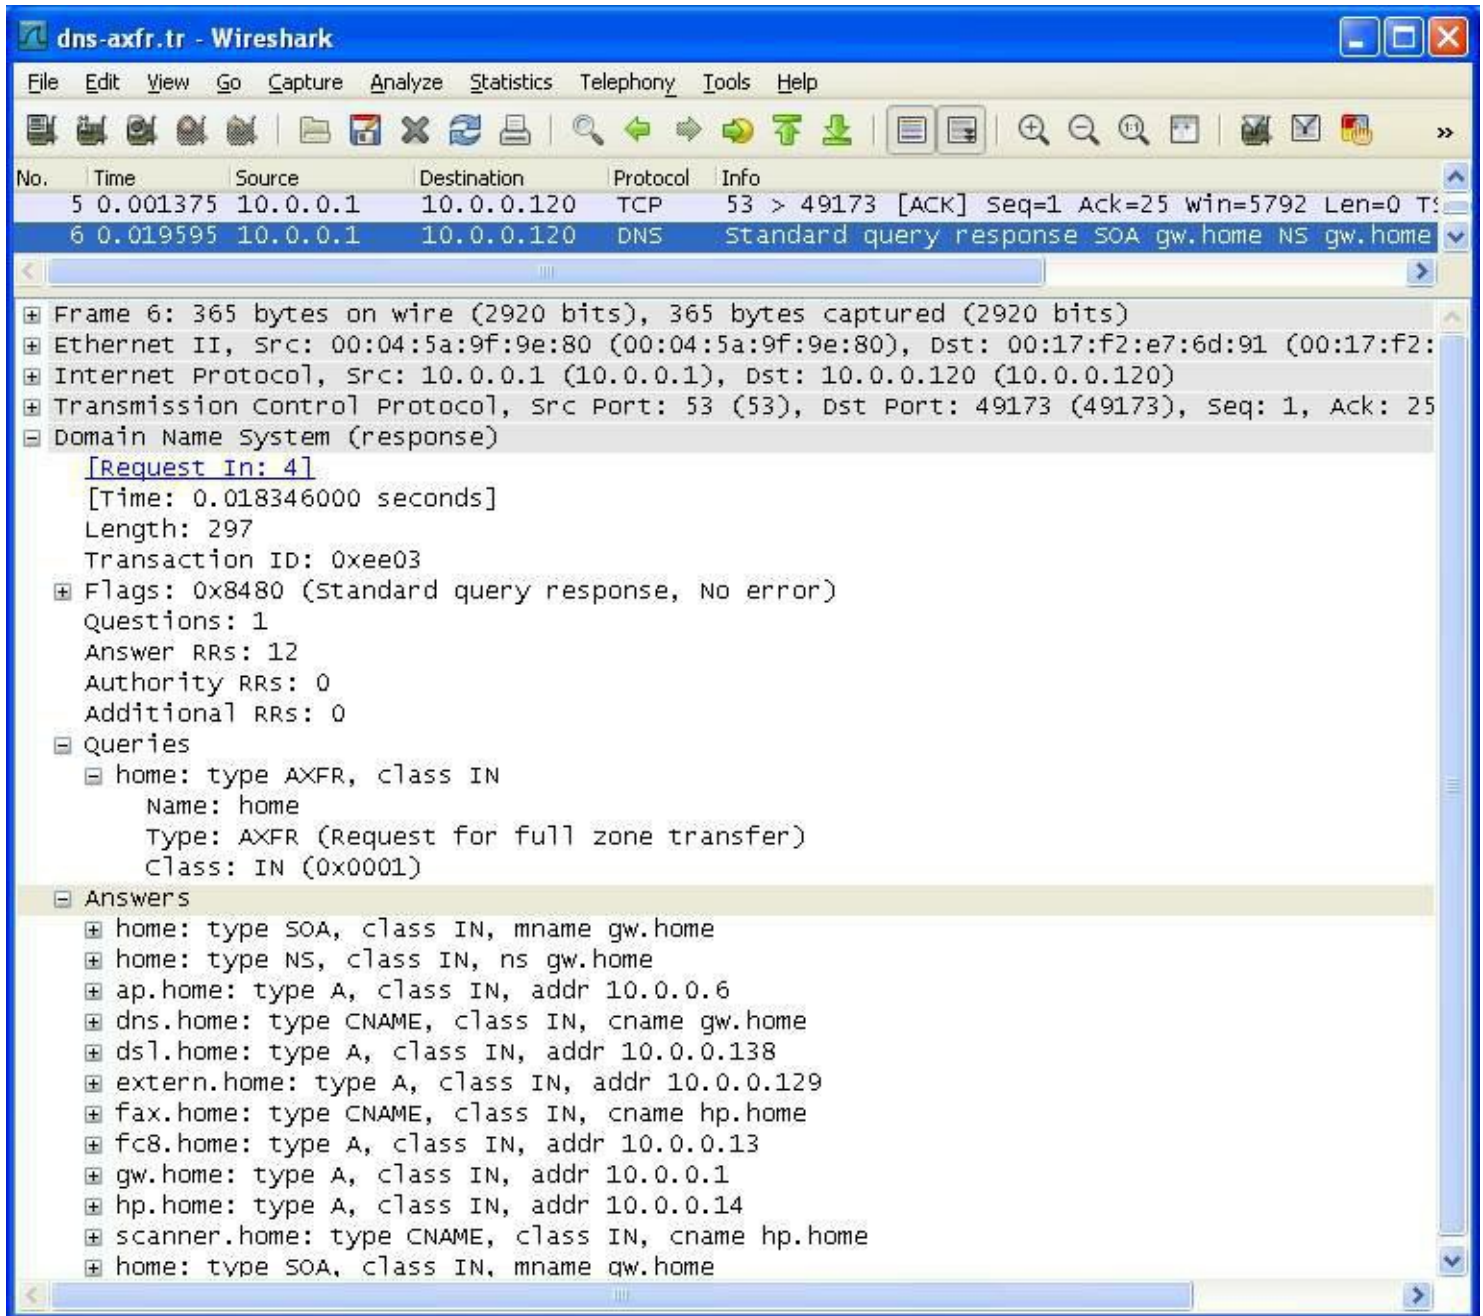 dns-axfr.tr - Wireshark
File Edit View Go Capture Analyze Statistics Telephony Tools Help
No. Time Source Destination Protocol Info
5 0.001375 10.0.0.1 10.0.0.120 TCP 53 > 49173 [ACK] Seq=1 Ack=25 Win=5792 Len=0
6 0.019595 10.0.0.1 10.0.0.120 DNS Standard query response SOA gw.home NS gw.home
Frame 6: 365 bytes on wire (2920 bits), 365 bytes captured (2920 bits)
Ethernet II, Src: 00:04:5a:9f:9e:80 (00:04:5a:9f:9e:80), Dst: 00:17:f2:e7:6d:91 (00:17:f2:
Internet Protocol, Src: 10.0.0.1 (10.0.0.1), Dst: 10.0.0.120 (10.0.0.120)
Transmission Control Protocol, Src Port: 53 (53), Dst Port: 49173 (49173), Seq: 1, Ack: 25
Domain Name System (response)
[Request In: 4]
[Time: 0.018346000 seconds]
Length: 297
Transaction ID: 0xee03
Flags: 0x8480 (Standard query response, No error)
Questions: 1
Answer RRs: 12
Authority RRs: 0
Additional RRs: 0
Queries
home: type AXFR, class IN
Name: home
Type: AXFR (Request for full zone transfer)
Class: IN (0x0001)
Answers
home: type SOA, class IN, mname gw.home
home: type NS, class IN, ns gw.home
ap.home: type A, class IN, addr 10.0.0.6
dns.home: type CNAME, class IN, cname gw.home
dsl.home: type A, class IN, addr 10.0.0.138
extern.home: type A, class IN, addr 10.0.0.129
fax.home: type CNAME, class IN, cname hp.home
fc8.home: type A, class IN, addr 10.0.0.13
gw.home: type A, class IN, addr 10.0.0.1
hp.home: type A, class IN, addr 10.0.0.14
scanner.home: type CNAME, class IN, cname hp.home
home: type SOA, class IN, mname gw.home